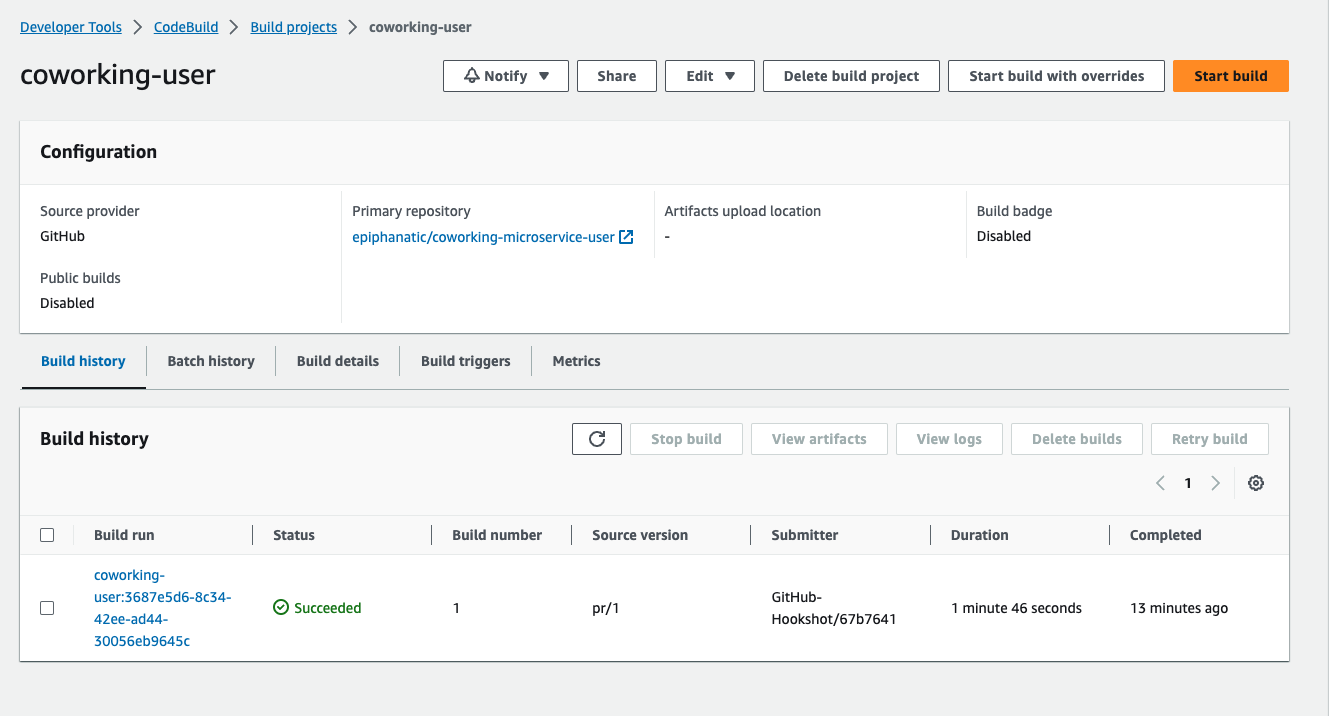 Developer Tools > CodeBuild > Build projects > coworking-user
coworking-user
Notify
Share
Edit
Delete build project
Start build with overrides
Start build
Configuration
Source provider
GitHub
Primary repository
epiphanatic/coworking-microservice-user
Artifacts upload location
-
Build badge
Disabled
Public builds
Disabled
Build history
Batch history
Build details
Build triggers
Metrics
Build history
Stop build
View artifacts
View logs
Delete builds
Retry build
1
Build run
Status
Build number
Source version
Submitter
Duration
Completed
coworking-
user:3687e5d6-8c34-
42ee-ad44-
30056eb9645c
Succeeded
1
pr/1
GitHub-
Hookshot/67b7641
1 minute 46 seconds
13 minutes ago